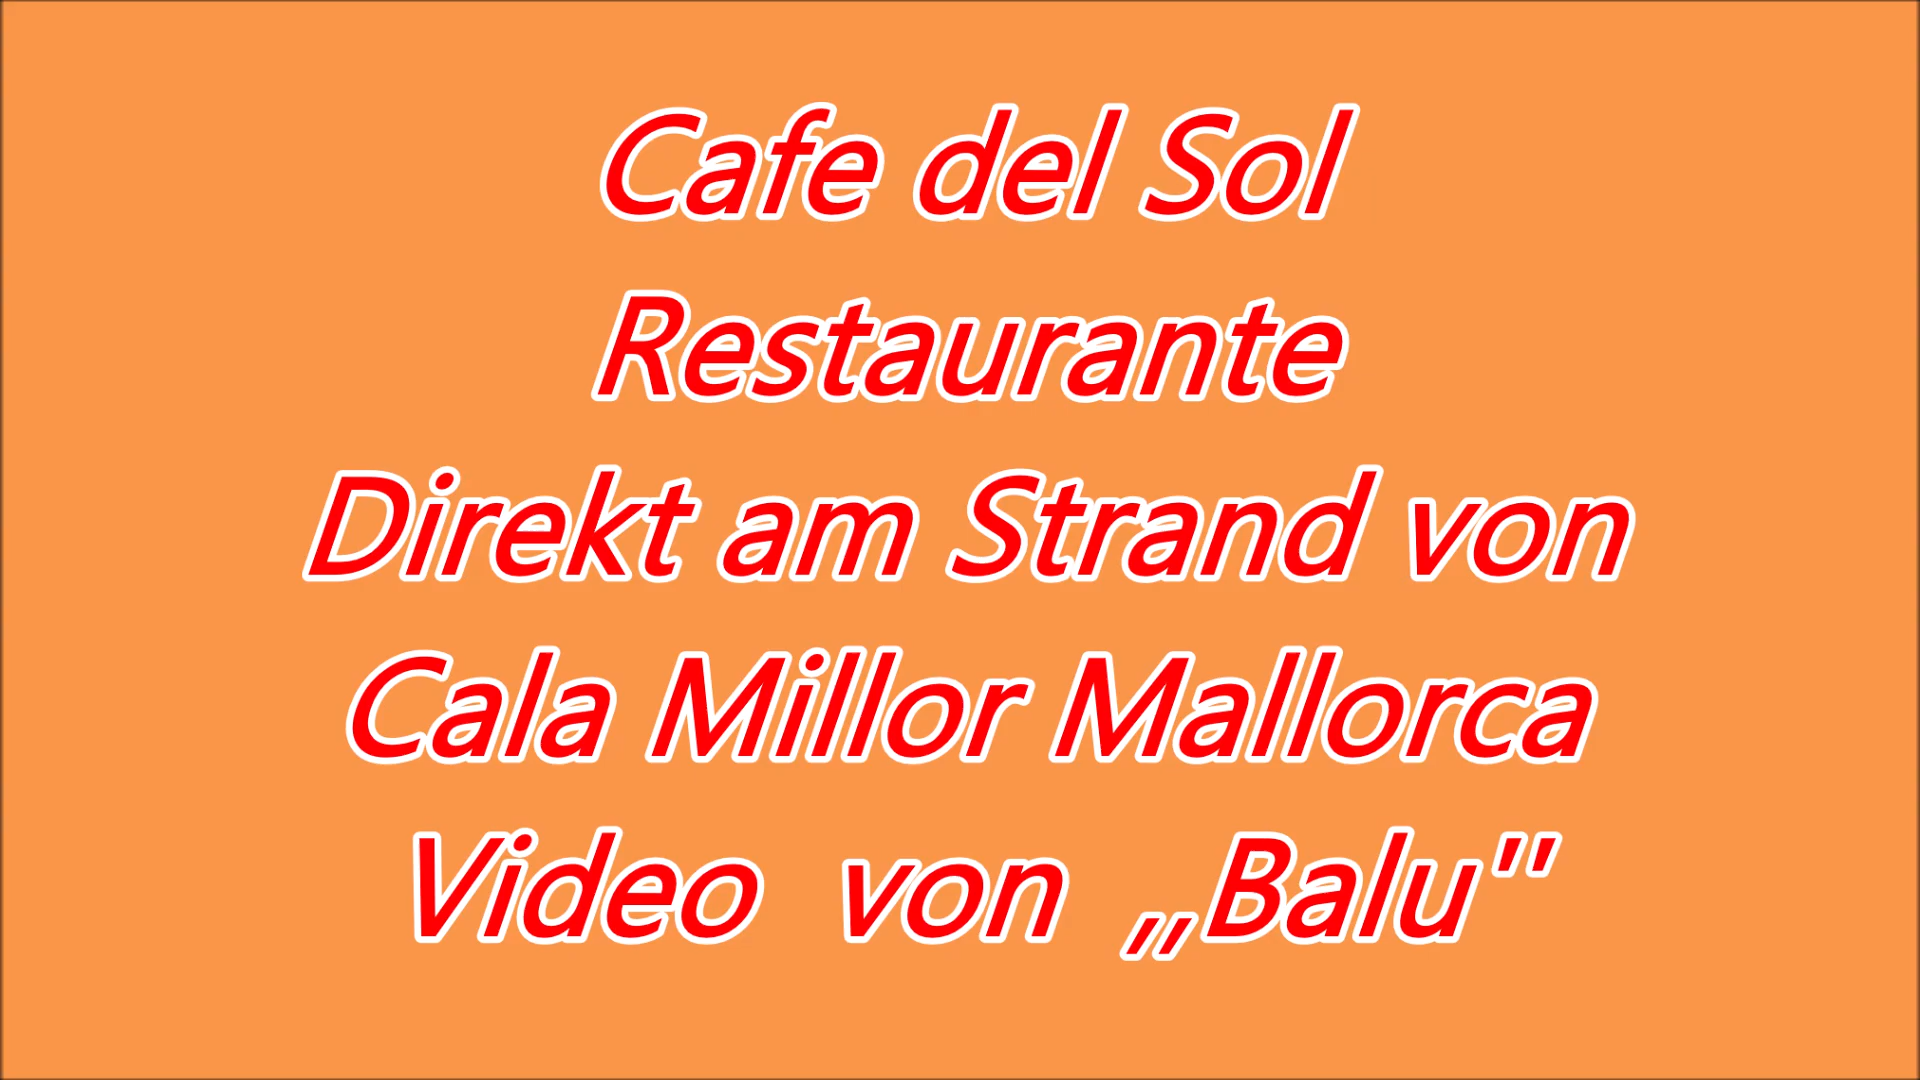 Cafe del Sol
Restaurante
Direkt am Strand von
Cala Millor Mallorca
Video von ,,Balu"